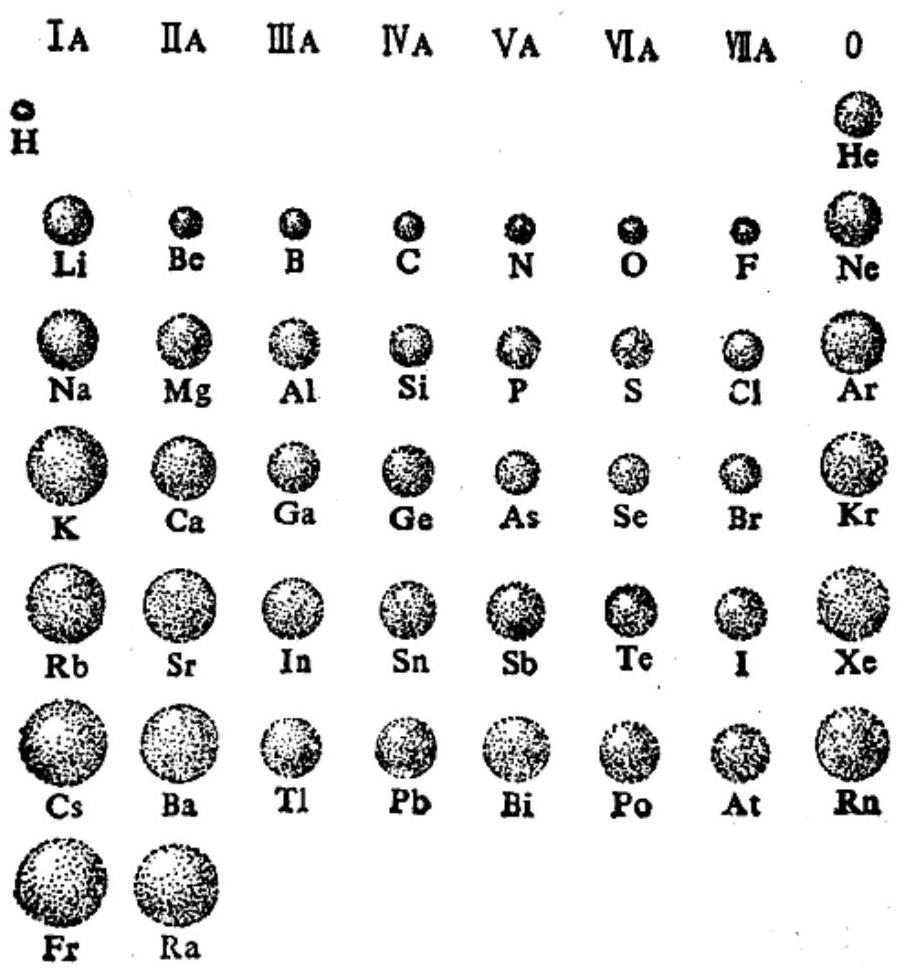 ⅠA ⅡA ⅢA ⅣA ⅤA ⅥA ⅦA 0
H He
Li Be B C N O F Ne
Na Mg Al Si P S Cl Ar
K Ca Ga Ge As Se Br Kr
Rb Sr In Sn Sb Te I Xe
Cs Ba Tl Pb Bi Po At Rn
Fr Ra